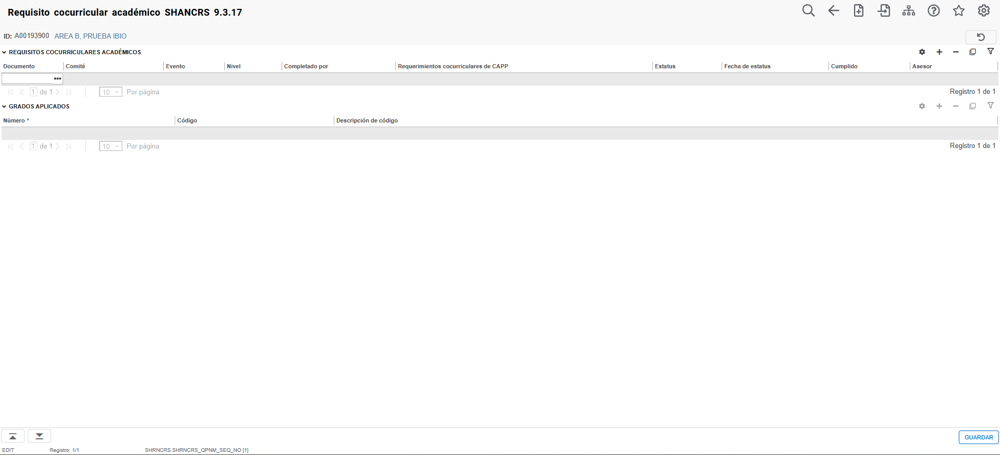 Requisito cocurricular académico SHANCRS 9.3.17
ID: A00193900 AREA B, PRUEBA IBIO
REQUISITOS COCURRICULARES ACADÉMICOS
Documento Comité Evento Nivel Completado por Requerimientos cocurriculares de CAPP Estatus Fecha de estatus Cumplido Asesor
1 de 1 10 Por página Registro 1 de 1
GRADOS APLICADOS
Número * Código Descripción de código
1 de 1 10 Por página Registro 1 de 1
GUARDAR
EDIT Registro: 1/1 SHRNCRS.SHRNCRS_QPNM_SEQ_NO [1]